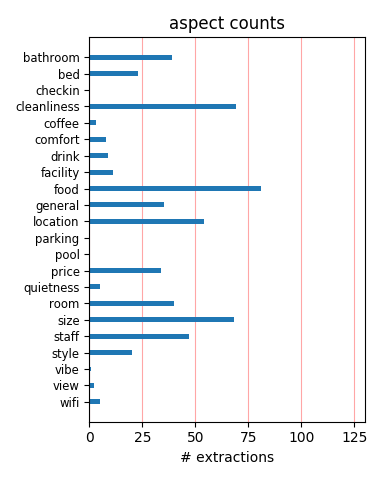 aspect counts
bathroom
bed
checkin
cleanliness
coffee
comfort
drink
facility
food
general
location
parking
pool
price
quietness
room
size
staff
style
vibe
view
wifi
0 25 50 75 100 125
# extractions